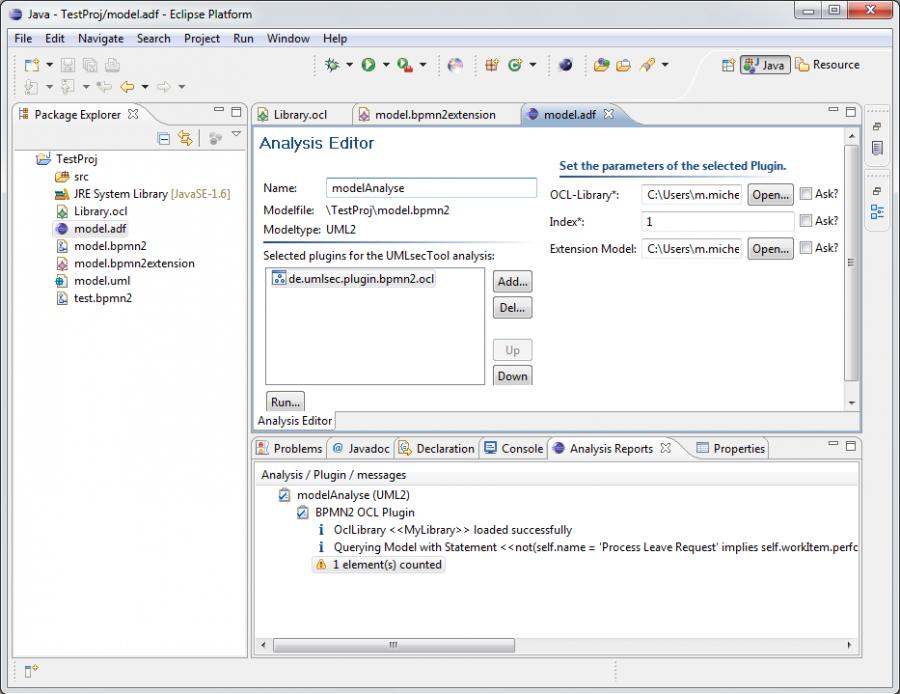 Java - TestProj/model.adf - Eclipse Platform
File Edit Navigate Search Project Run Window Help
Java Resource
Package Explorer
TestProj
src
JRE System Library [JavaSE-1.6]
Library.ocl
model.adf
model.bpmn2
model.bpmn2extension
model.uml
test.bpmn2
Library.ocl model.bpmn2extension model.adf
Analysis Editor
Name: modelAnalyse
Modelfile: \TestProj\model.bpmn2
Modeltype: UML2
Selected plugins for the UMLsecTool analysis:
de.umlsec.plugin.bpmn2.ocl
Add...
Del...
Up
Down
Run...
Set the parameters of the selected Plugin.
OCL-Library*: C:\Users\m.miche Open... Ask?
Index*: 1 Ask?
Extension Model: C:\Users\m.miche Open... Ask?
Analysis Editor
Problems Javadoc Declaration Console Analysis Reports Properties
Analysis / Plugin / messages
modelAnalyse (UML2)
BPMN2 OCL Plugin
OclLibrary <<MyLibrary>> loaded successfully
Querying Model with Statement <<not(self.name = 'Process Leave Request' implies self.workItem.perfc
1 element(s) counted